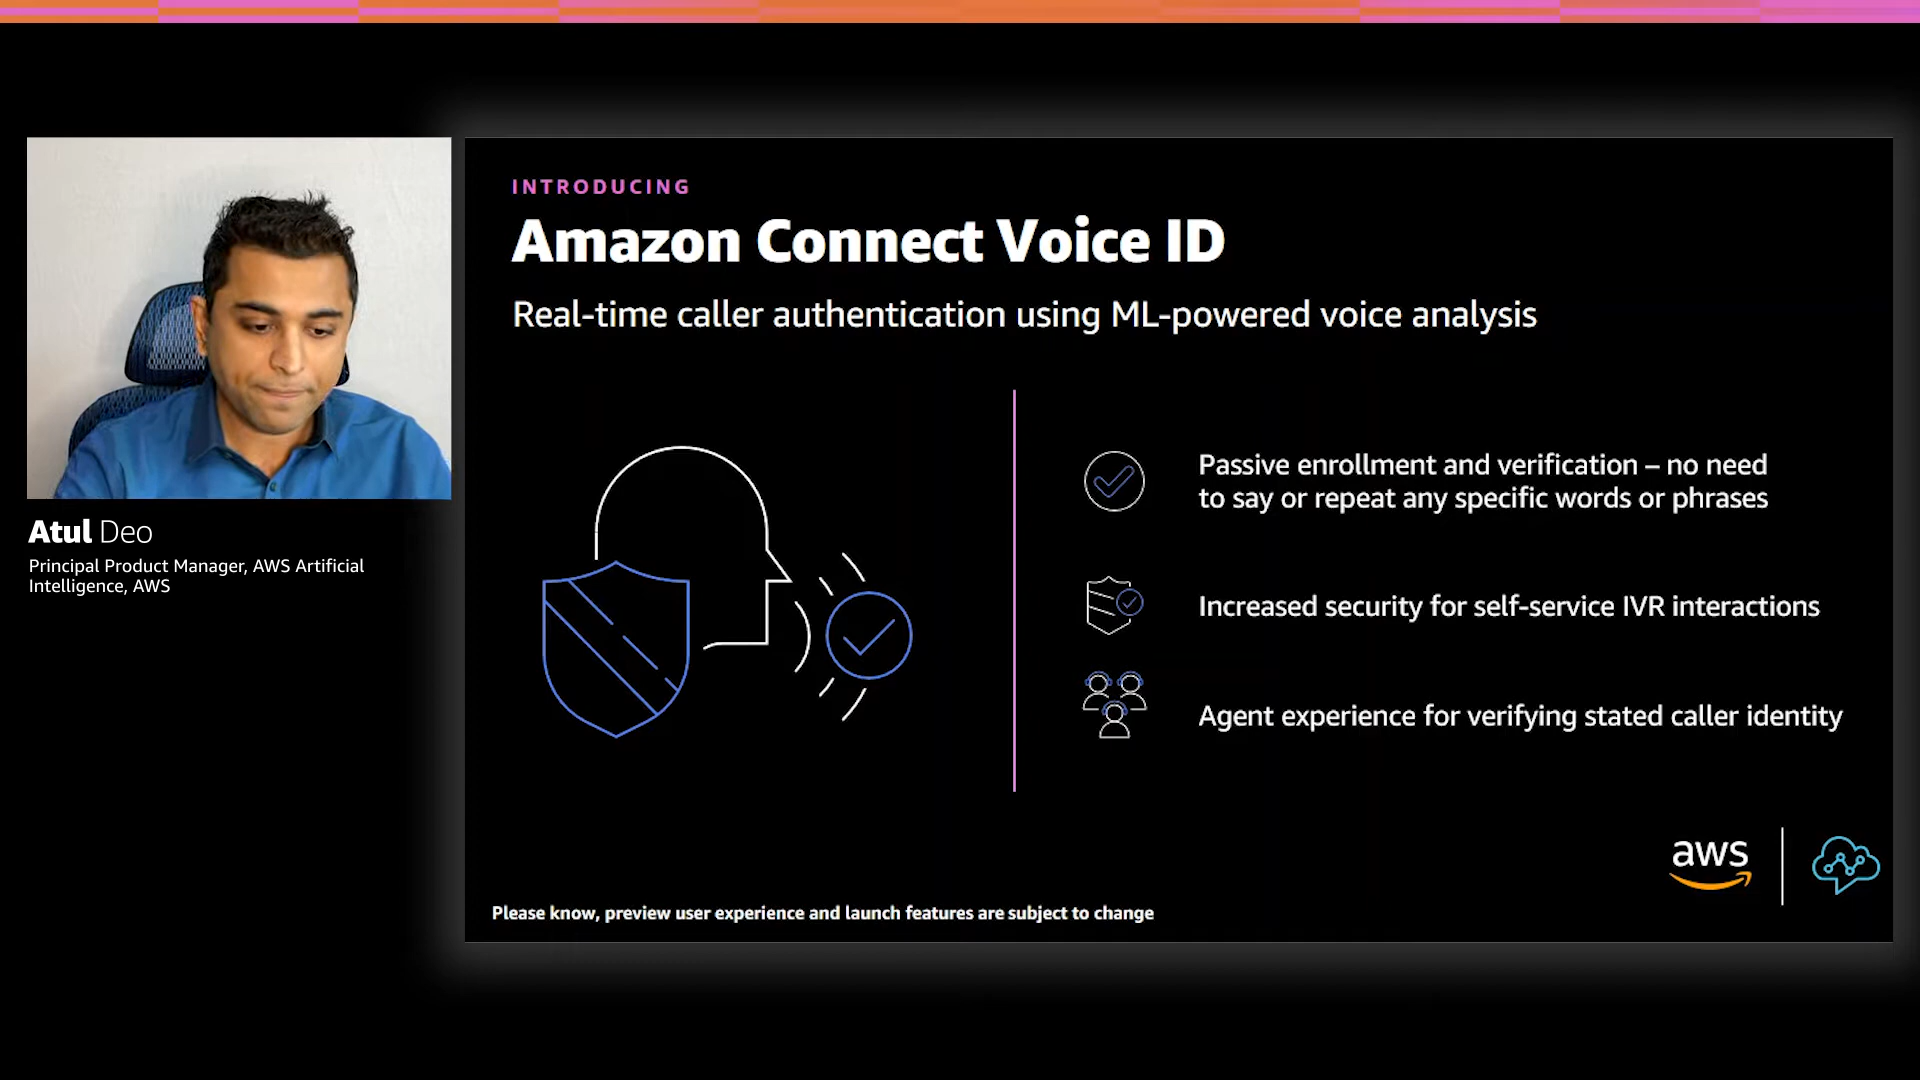 INTRODUCING
Amazon Connect Voice ID
Real-time caller authentication using ML-powered voice analysis
Passive enrollment and verification – no need
to say or repeat any specific words or phrases
Increased security for self-service IVR interactions
Agent experience for verifying stated caller identity
Atul Deo
Principal Product Manager, AWS Artificial
Intelligence, AWS
aws
Please know, preview user experience and launch features are subject to change